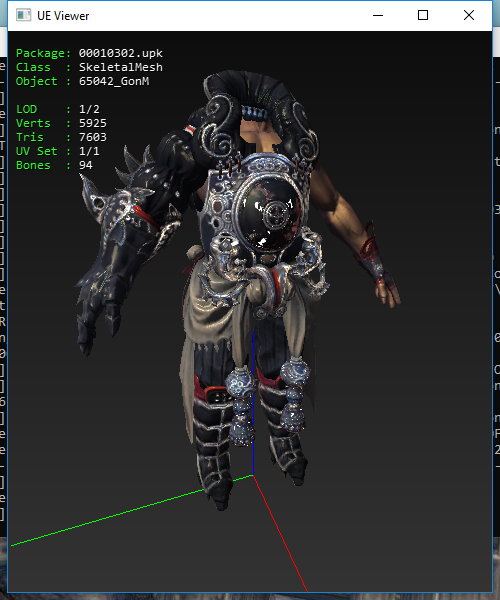 UE Viewer
Package: 00010302.upk
Class : SkeletalMesh
Object : 65042_GonM
LOD : 1/2
Verts : 5925
Tris : 7603
UV Set : 1/1
Bones : 94